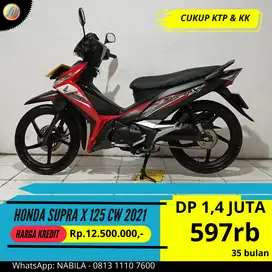 CUKUP KTP & KK
HONDA SUPRA X 125 CW 2021
HARGA KREDIT Rp.12.500.000,-
DP 1,4 JUTA
597rb
35 bulan
WhatsApp: NABILA - 0813 1110 7600